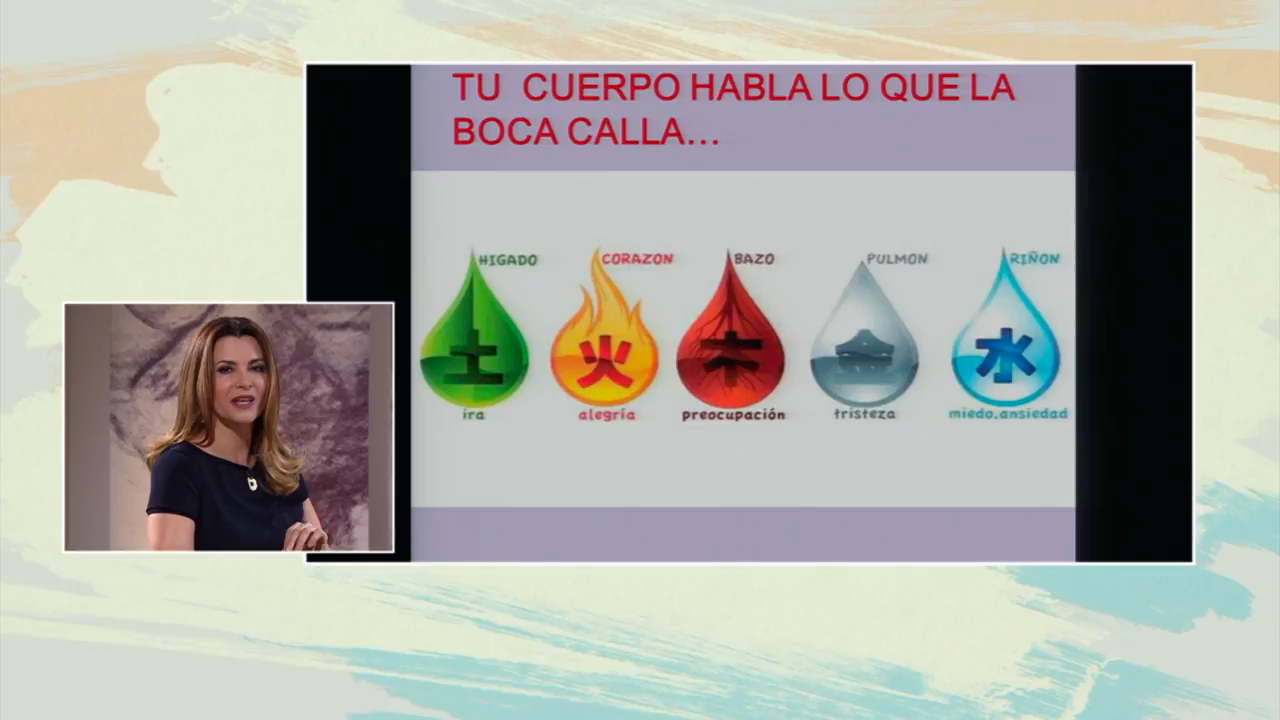 TU CUERPO HABLA LO QUE LA
BOCA CALLA...
HIGADO
CORAZON
BAZO
PULMON
RIÑON
土
火
水
ira
alegría
preocupación
tristeza
miedo.ansiedad